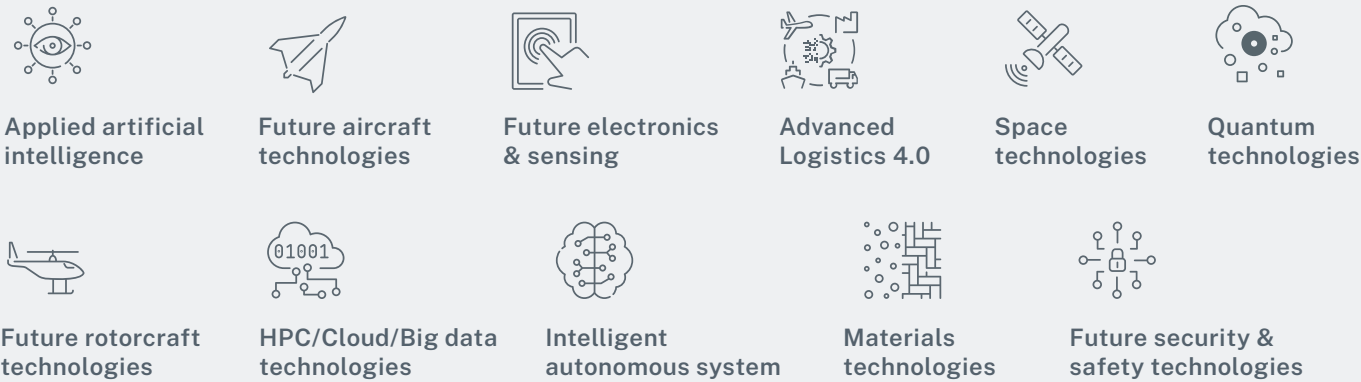 Applied artificial
intelligence
Future aircraft
technologies
Future electronics
& sensing
Advanced
Logistics 4.0
Space
technologies
Quantum
technologies
01001
Future rotorcraft
technologies
HPC/Cloud/Big data
technologies
Intelligent
autonomous system
Materials
technologies
Future security &
safety technologies